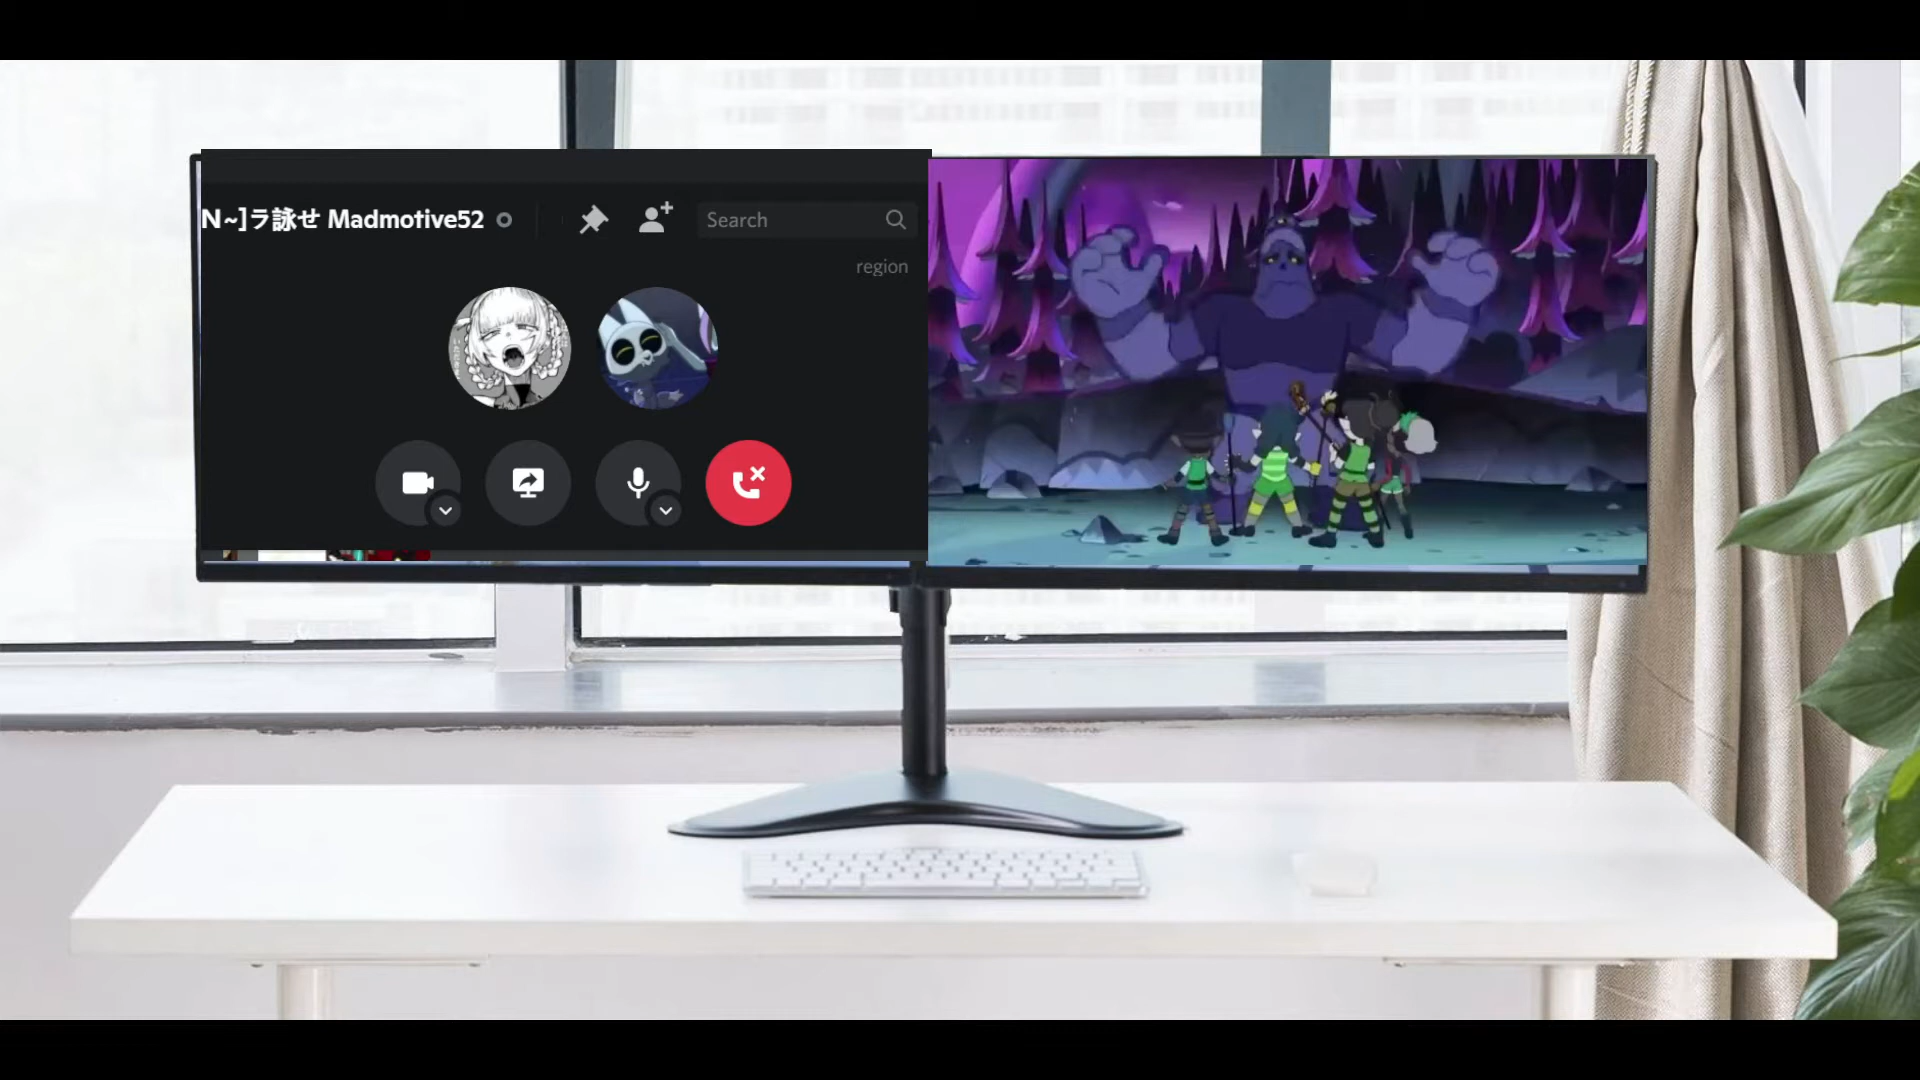 N~]ラ詠せ Madmotive52
Search
region